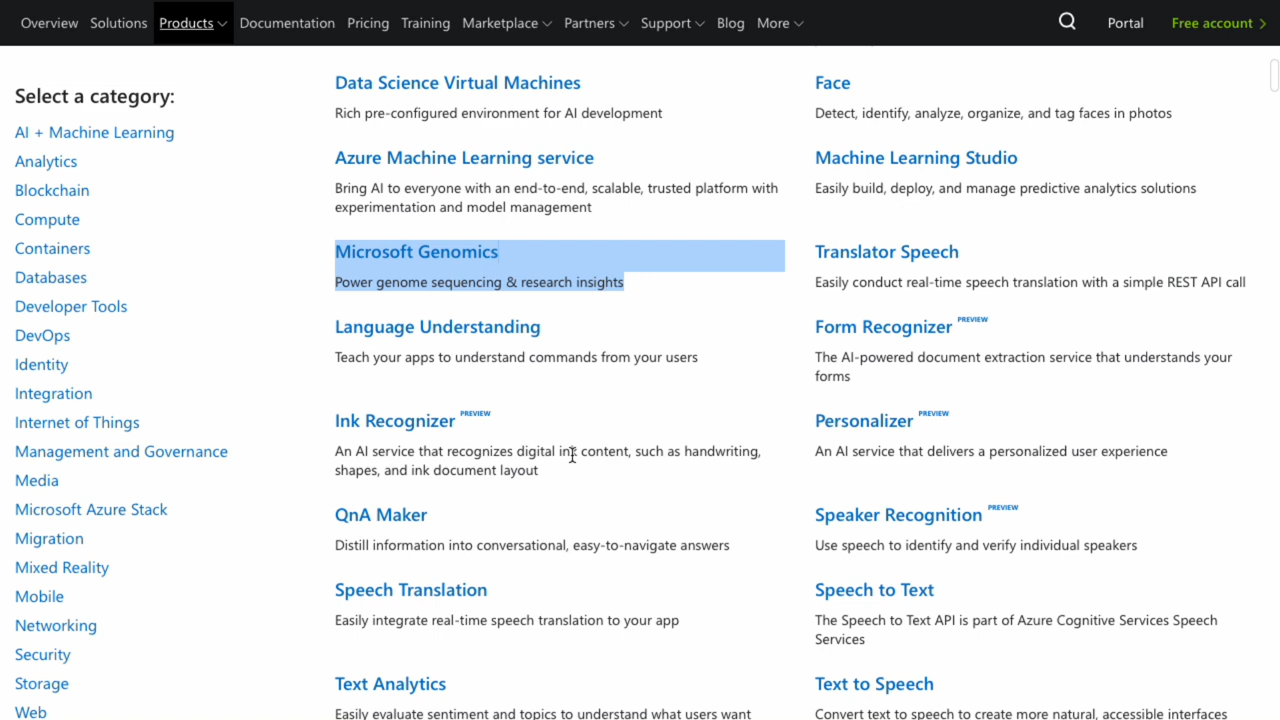 Overview Solutions Products Documentation Pricing Training Marketplace Partners Support Blog More Portal Free account
Select a category:
AI + Machine Learning
Analytics
Blockchain
Compute
Containers
Databases
Developer Tools
DevOps
Identity
Integration
Internet of Things
Management and Governance
Media
Microsoft Azure Stack
Migration
Mixed Reality
Mobile
Networking
Security
Storage
Web
Data Science Virtual Machines
Rich pre-configured environment for AI development
Face
Detect, identify, analyze, organize, and tag faces in photos
Azure Machine Learning service
Bring AI to everyone with an end-to-end, scalable, trusted platform with
experimentation and model management
Machine Learning Studio
Easily build, deploy, and manage predictive analytics solutions
Microsoft Genomics
Power genome sequencing & research insights
Translator Speech
Easily conduct real-time speech translation with a simple REST API call
Language Understanding
Teach your apps to understand commands from your users
Form Recognizer PREVIEW
The AI-powered document extraction service that understands your
forms
Ink Recognizer PREVIEW
An AI service that recognizes digital ink content, such as handwriting,
shapes, and ink document layout
Personalizer PREVIEW
An AI service that delivers a personalized user experience
QnA Maker
Distill information into conversational, easy-to-navigate answers
Speaker Recognition PREVIEW
Use speech to identify and verify individual speakers
Speech Translation
Easily integrate real-time speech translation to your app
Speech to Text
The Speech to Text API is part of Azure Cognitive Services Speech
Services
Text Analytics
Easily evaluate sentiment and topics to understand what users want
Text to Speech
Convert text to speech to create more natural, accessible interfaces